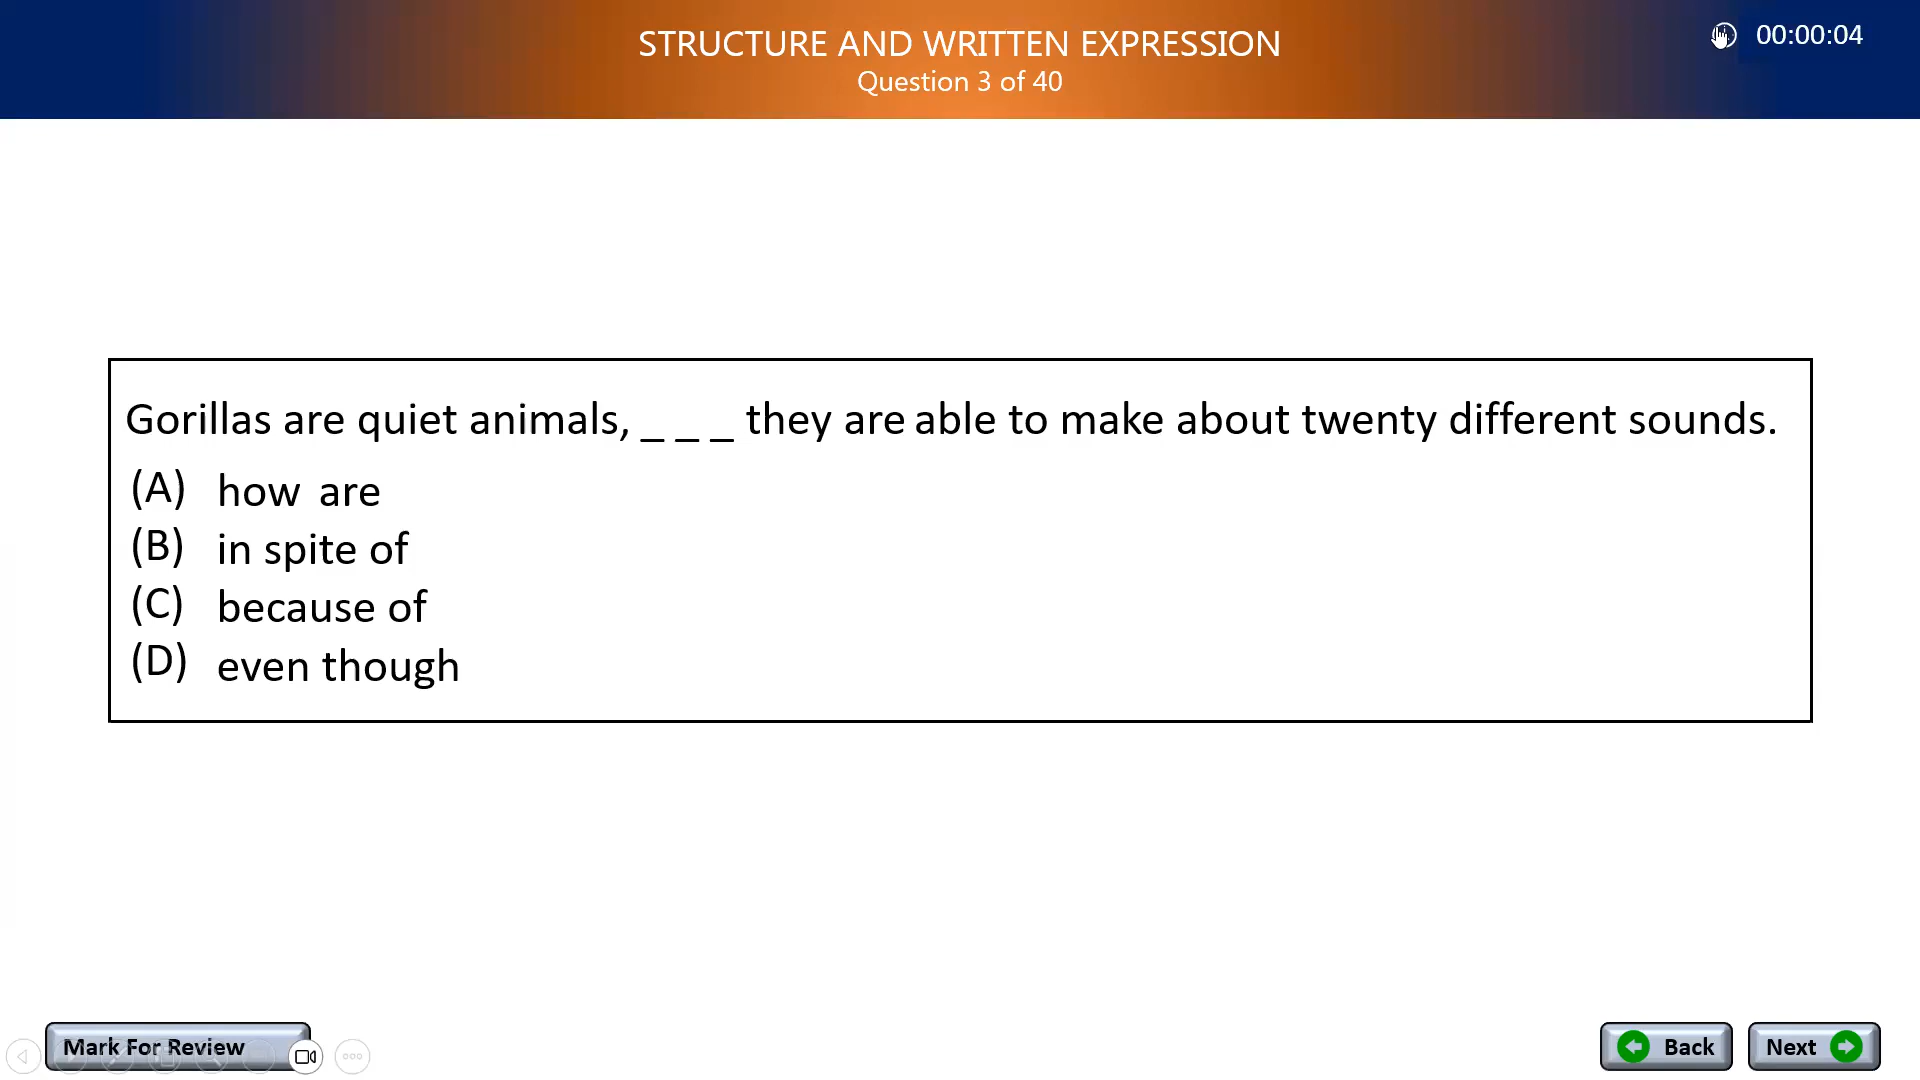 STRUCTURE AND WRITTEN EXPRESSION
Question 3 of 40
00:00:04
Gorillas are quiet animals, _ _ _ they are able to make about twenty different sounds.
(A) how are
(B) in spite of
(C) because of
(D) even though
Mark For Review
Back
Next